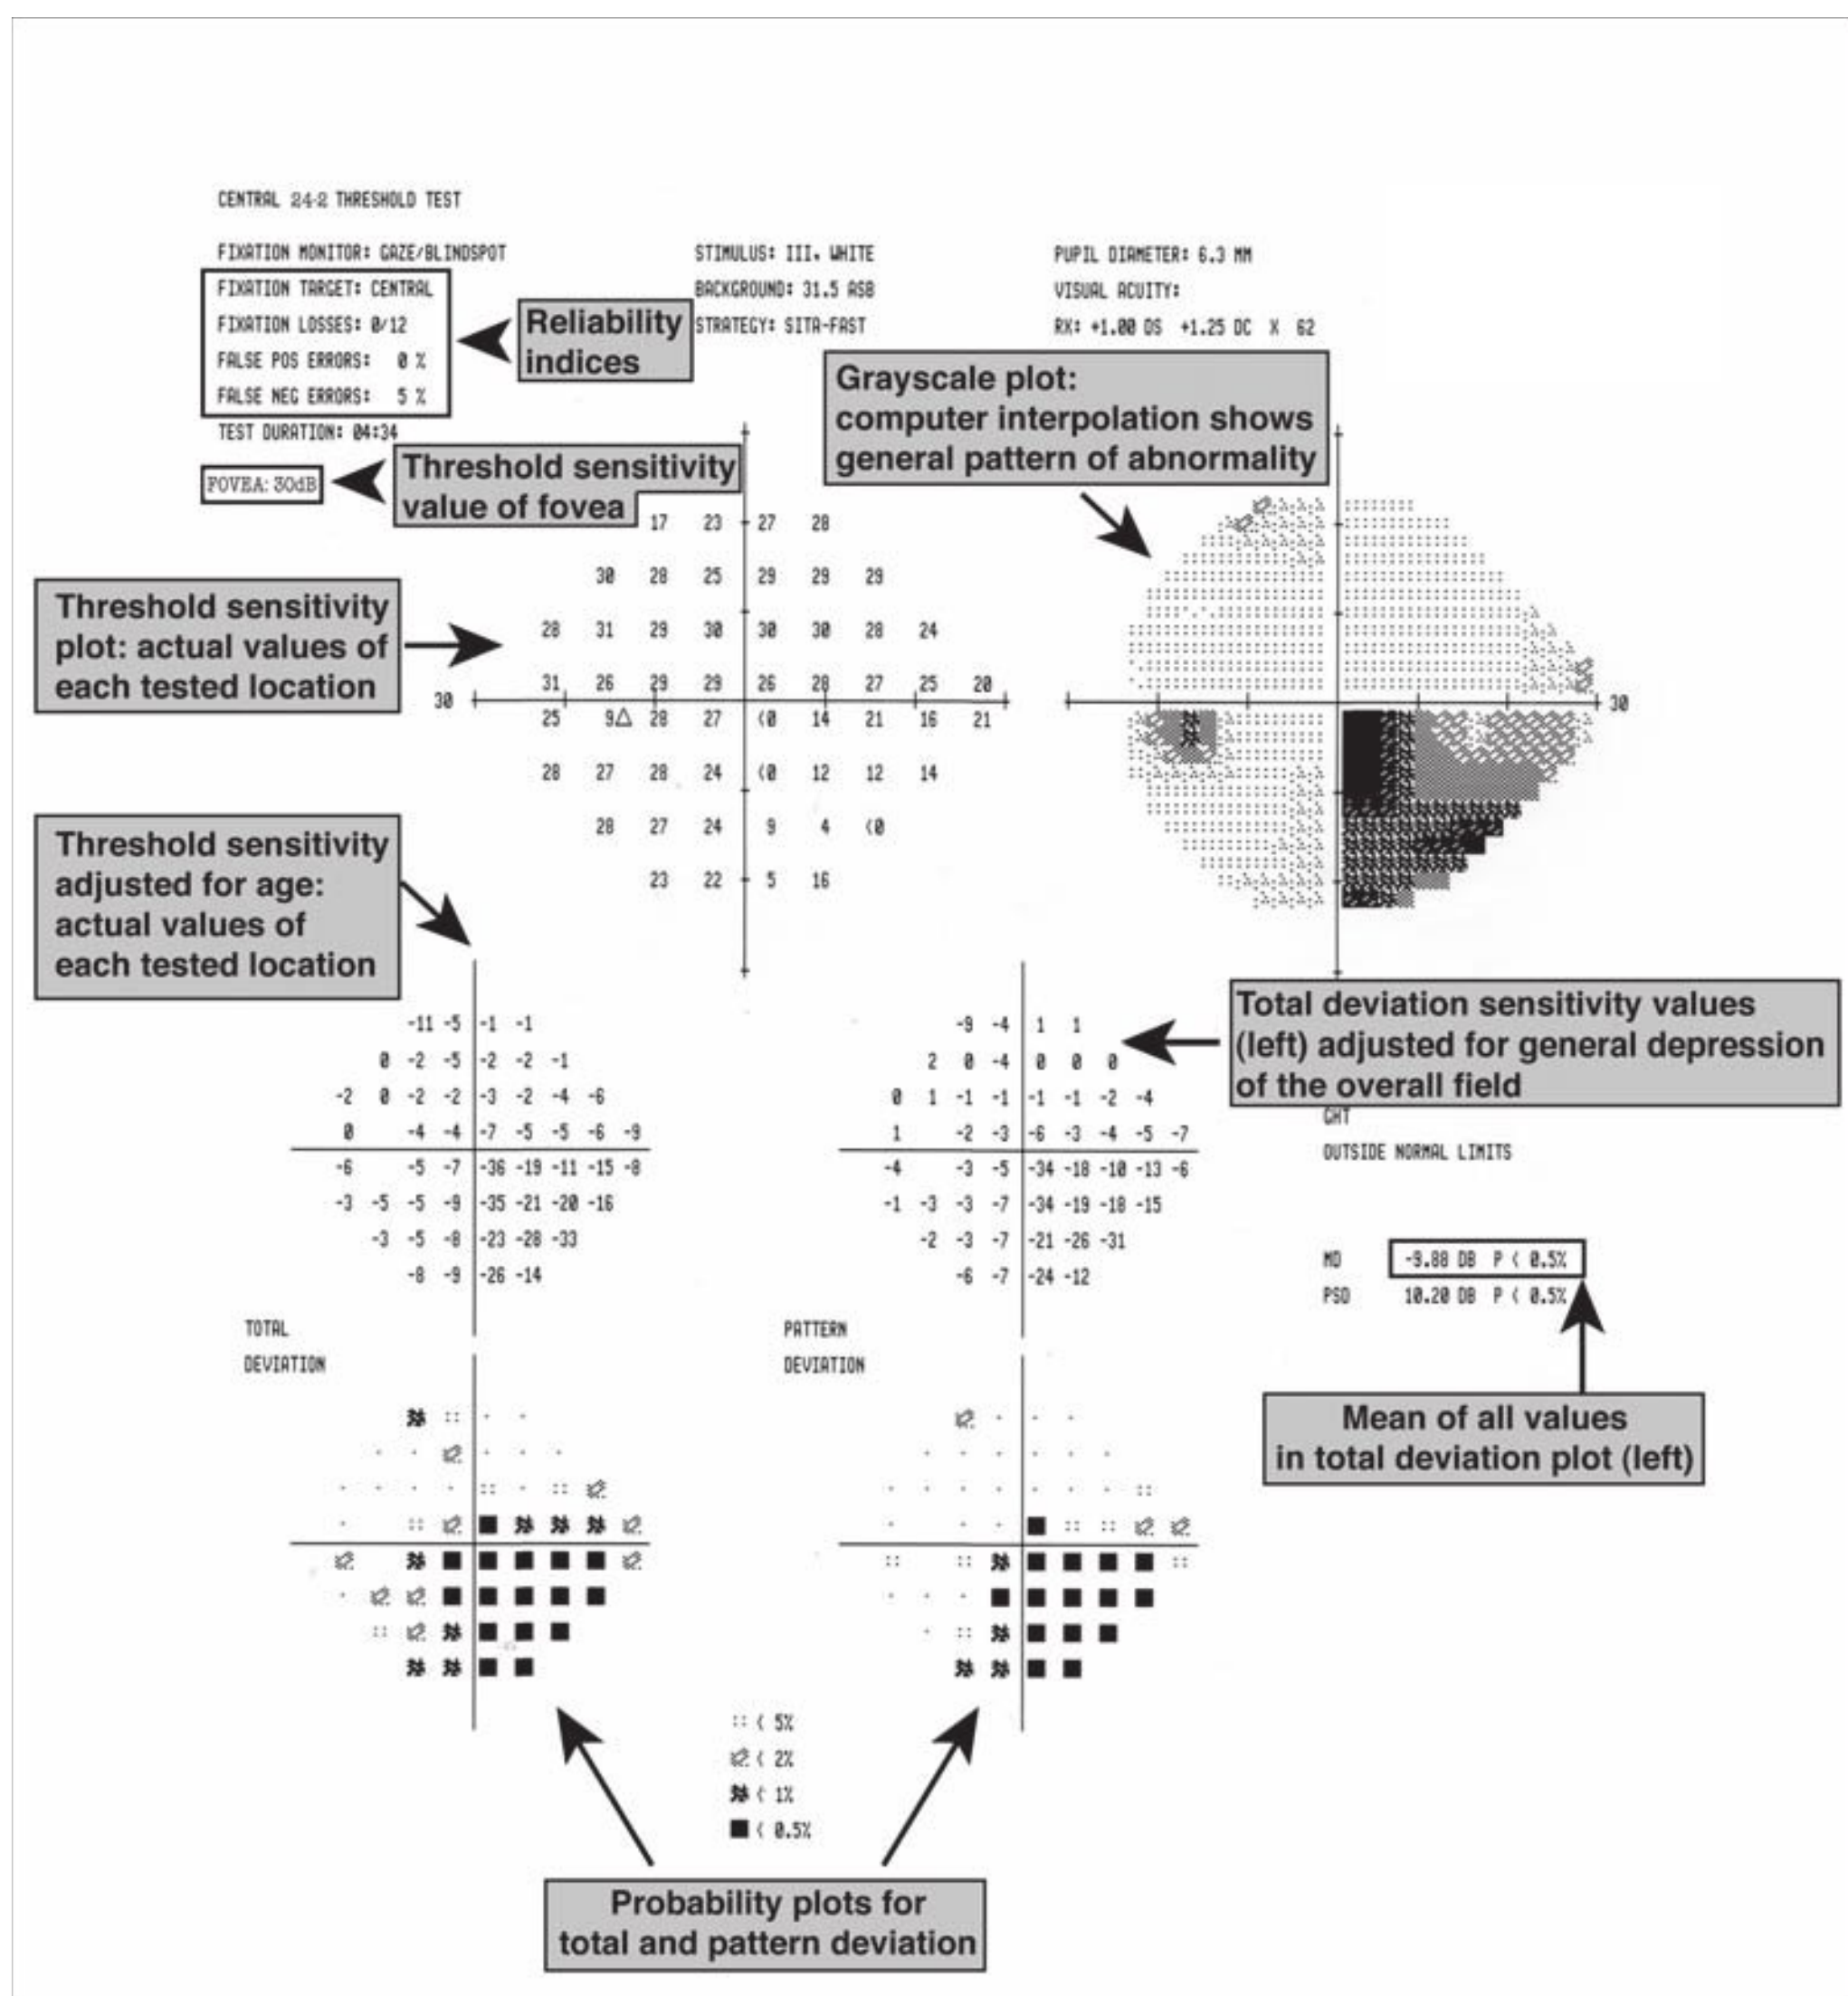 CENTRAL 24-2 THRESHOLD TEST
FIXATION MONITOR: GAZE/BLINDSPOT
FIXATION TARGET: CENTRAL
FIXATION LOSSES: 0/12
FALSE POS ERRORS: 0 %
FALSE NEG ERRORS: 5 %
TEST DURATION: 04:34
FOVEA: 30dB
STIMULUS: III, WHITE
BACKGROUND: 31.5 ASB
STRATEGY: SITA-FAST
PUPIL DIAMETER: 6.3 MM
VISUAL ACUITY:
RX: +1.00 DS +1.25 DC X 62
Reliability
indices
Threshold sensitivity
value of fovea
Grayscale plot:
computer interpolation shows
general pattern of abnormality
Threshold sensitivity
plot: actual values of
each tested location
17 23 27 28
30 28 25 29 29 29
28 31 29 30 30 30 28 24
31 26 29 29 26 28 27 25 20
30
25 9 28 27 <0 14 21 16 21
28 27 28 24 <0 12 12 14
28 27 24 9 4 <0
23 22 5 16
30
Threshold sensitivity
adjusted for age:
actual values of
each tested location
-11 -5 -1 -1
0 -2 -5 -2 -2 -1
-2 0 -2 -2 -3 -2 -4 -6
0 -4 -4 -7 -5 -5 -6 -9
-6 -5 -7 -36 -19 -11 -15 -8
-3 -5 -5 -9 -35 -21 -20 -16
-3 -5 -8 -23 -28 -33
-8 -9 -26 -14
TOTAL
DEVIATION
-9 -4 1 1
2 0 -4 0 0 0
0 1 -1 -1 -1 -1 -2 -4
1 -2 -3 -6 -3 -4 -5 -7
-4 -3 -5 -34 -18 -10 -13 -6
-1 -3 -3 -7 -34 -19 -18 -15
-2 -3 -7 -21 -26 -31
-6 -7 -24 -12
PATTERN
DEVIATION
Total deviation sensitivity values
(left) adjusted for general depression
of the overall field
GHT
OUTSIDE NORMAL LIMITS
MD -9.88 DB P < 0.5%
PSD 10.20 DB P < 0.5%
Mean of all values
in total deviation plot (left)
< 5%
< 2%
< 1%
< 0.5%
Probability plots for
total and pattern deviation